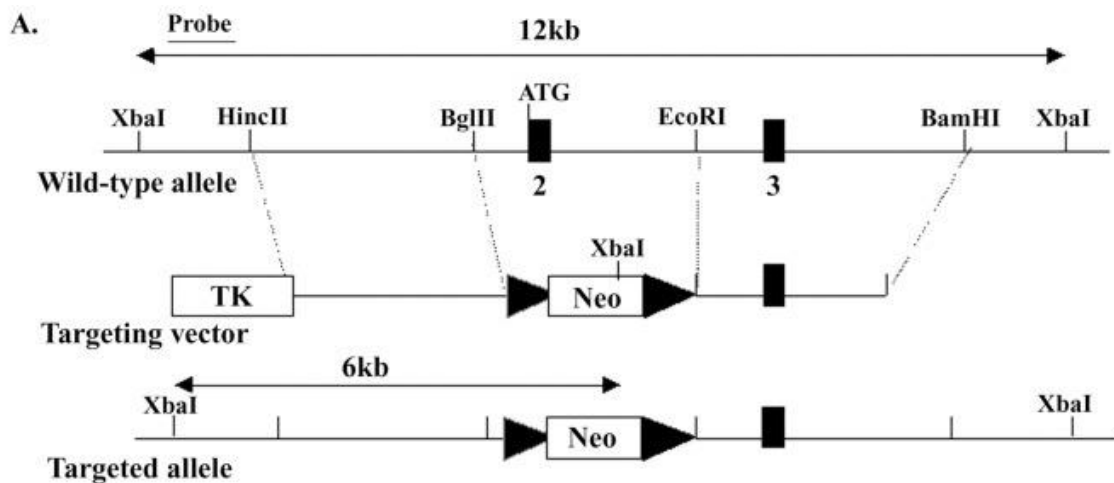 A.
Probe
12kb
ATG
XbaI HincII BglII EcoRI BamHI XbaI
Wild-type allele
2 3
XbaI
TK Neo
Targeting vector
6kb
XbaI XbaI
Neo
Targeted allele